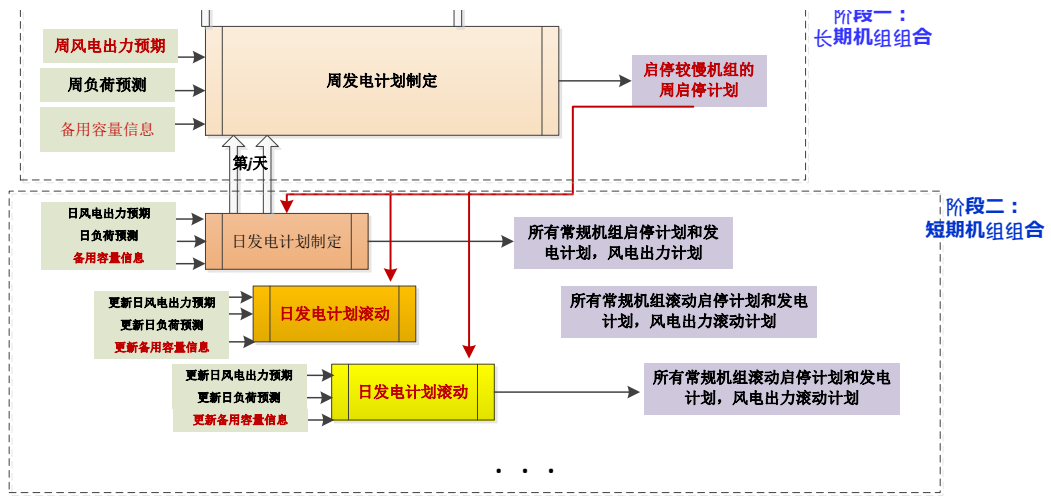 阶段一：
长期机组组合
周风电出力预期
周负荷预测
备用容量信息
周发电计划制定
启停较慢机组的
周启停计划
第i天
阶段二：
短期机组组合
日风电出力预期
日负荷预测
备用容量信息
日发电计划制定
所有常规机组启停计划和发
电计划，风电出力计划
更新日风电出力预期
更新日负荷预测
更新备用容量信息
日发电计划滚动
所有常规机组滚动启停计划和发电
计划，风电出力滚动计划
更新日风电出力预期
更新日负荷预测
更新备用容量信息
日发电计划滚动
所有常规机组滚动启停计划和发电
计划，风电出力滚动计划
. . .